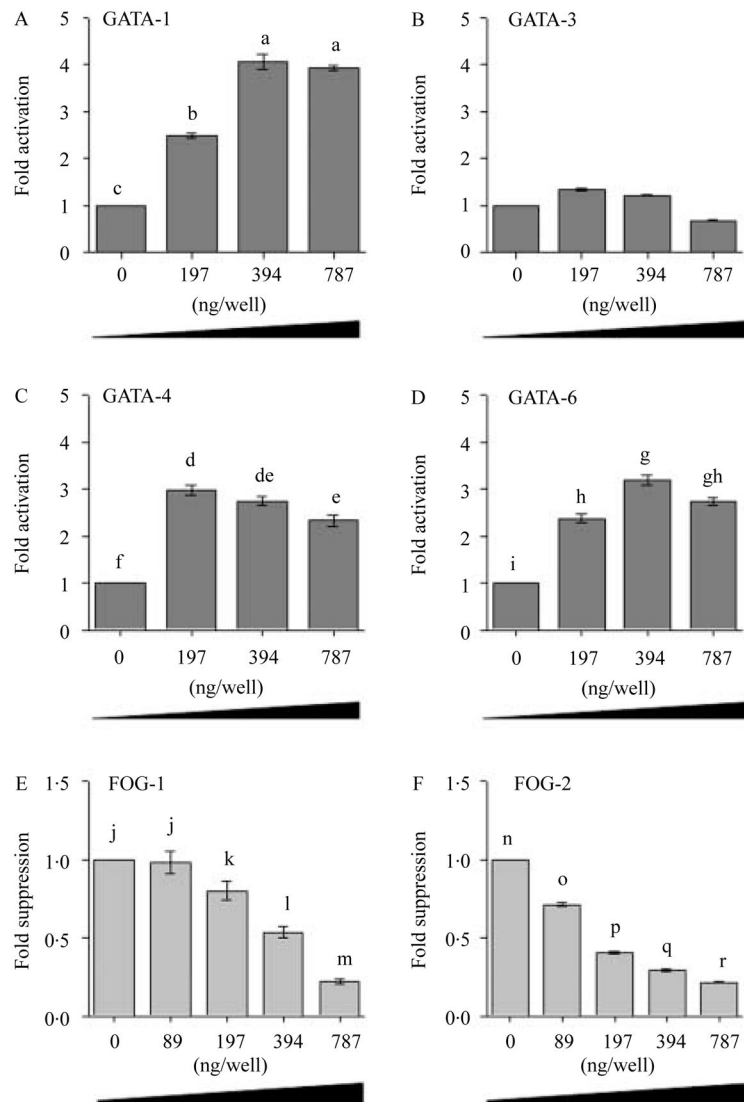 A GATA-1
5
4
3
2
1
0
Fold activation
c b a a
0 197 394 787
(ng/well)
B GATA-3
5
4
3
2
1
0
Fold activation
0 197 394 787
(ng/well)
C GATA-4
5
4
3
2
1
0
Fold activation
f d de e
0 197 394 787
(ng/well)
D GATA-6
5
4
3
2
1
0
Fold activation
i h g gh
0 197 394 787
(ng/well)
E FOG-1
1·5
1·0
0·5
0·0
Fold suppression
j j k l m
0 89 197 394 787
(ng/well)
F FOG-2
1·5
1·0
0·5
0·0
Fold suppression
n o p q r
0 89 197 394 787
(ng/well)